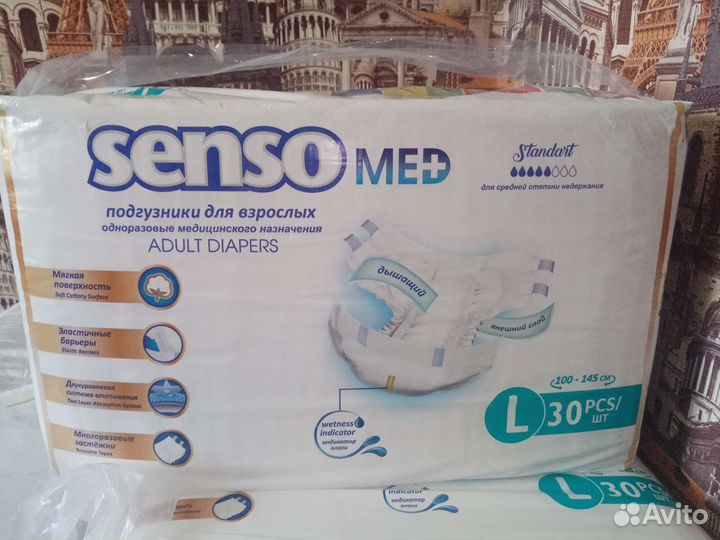 senso MED
Standart
для средней степени недержания
подгузники для взрослых
одноразовые медицинского назначения
ADULT DIAPERS
Мягкая
поверхность
Soft Cottony Surface
Эластичные
барьеры
Elastic Barriers
Двухуровневая
система впитывания
Two Layer Absorption System
Многоразовые
застёжки
Reusable Tapes
дышащий
внешний слой
wetness
indicator
индикатор
влаги
100 - 145 см
L 30 PCS/
ШТ
indicator
индикатор
влаги
L 30 PCS/
ШТ
Avito